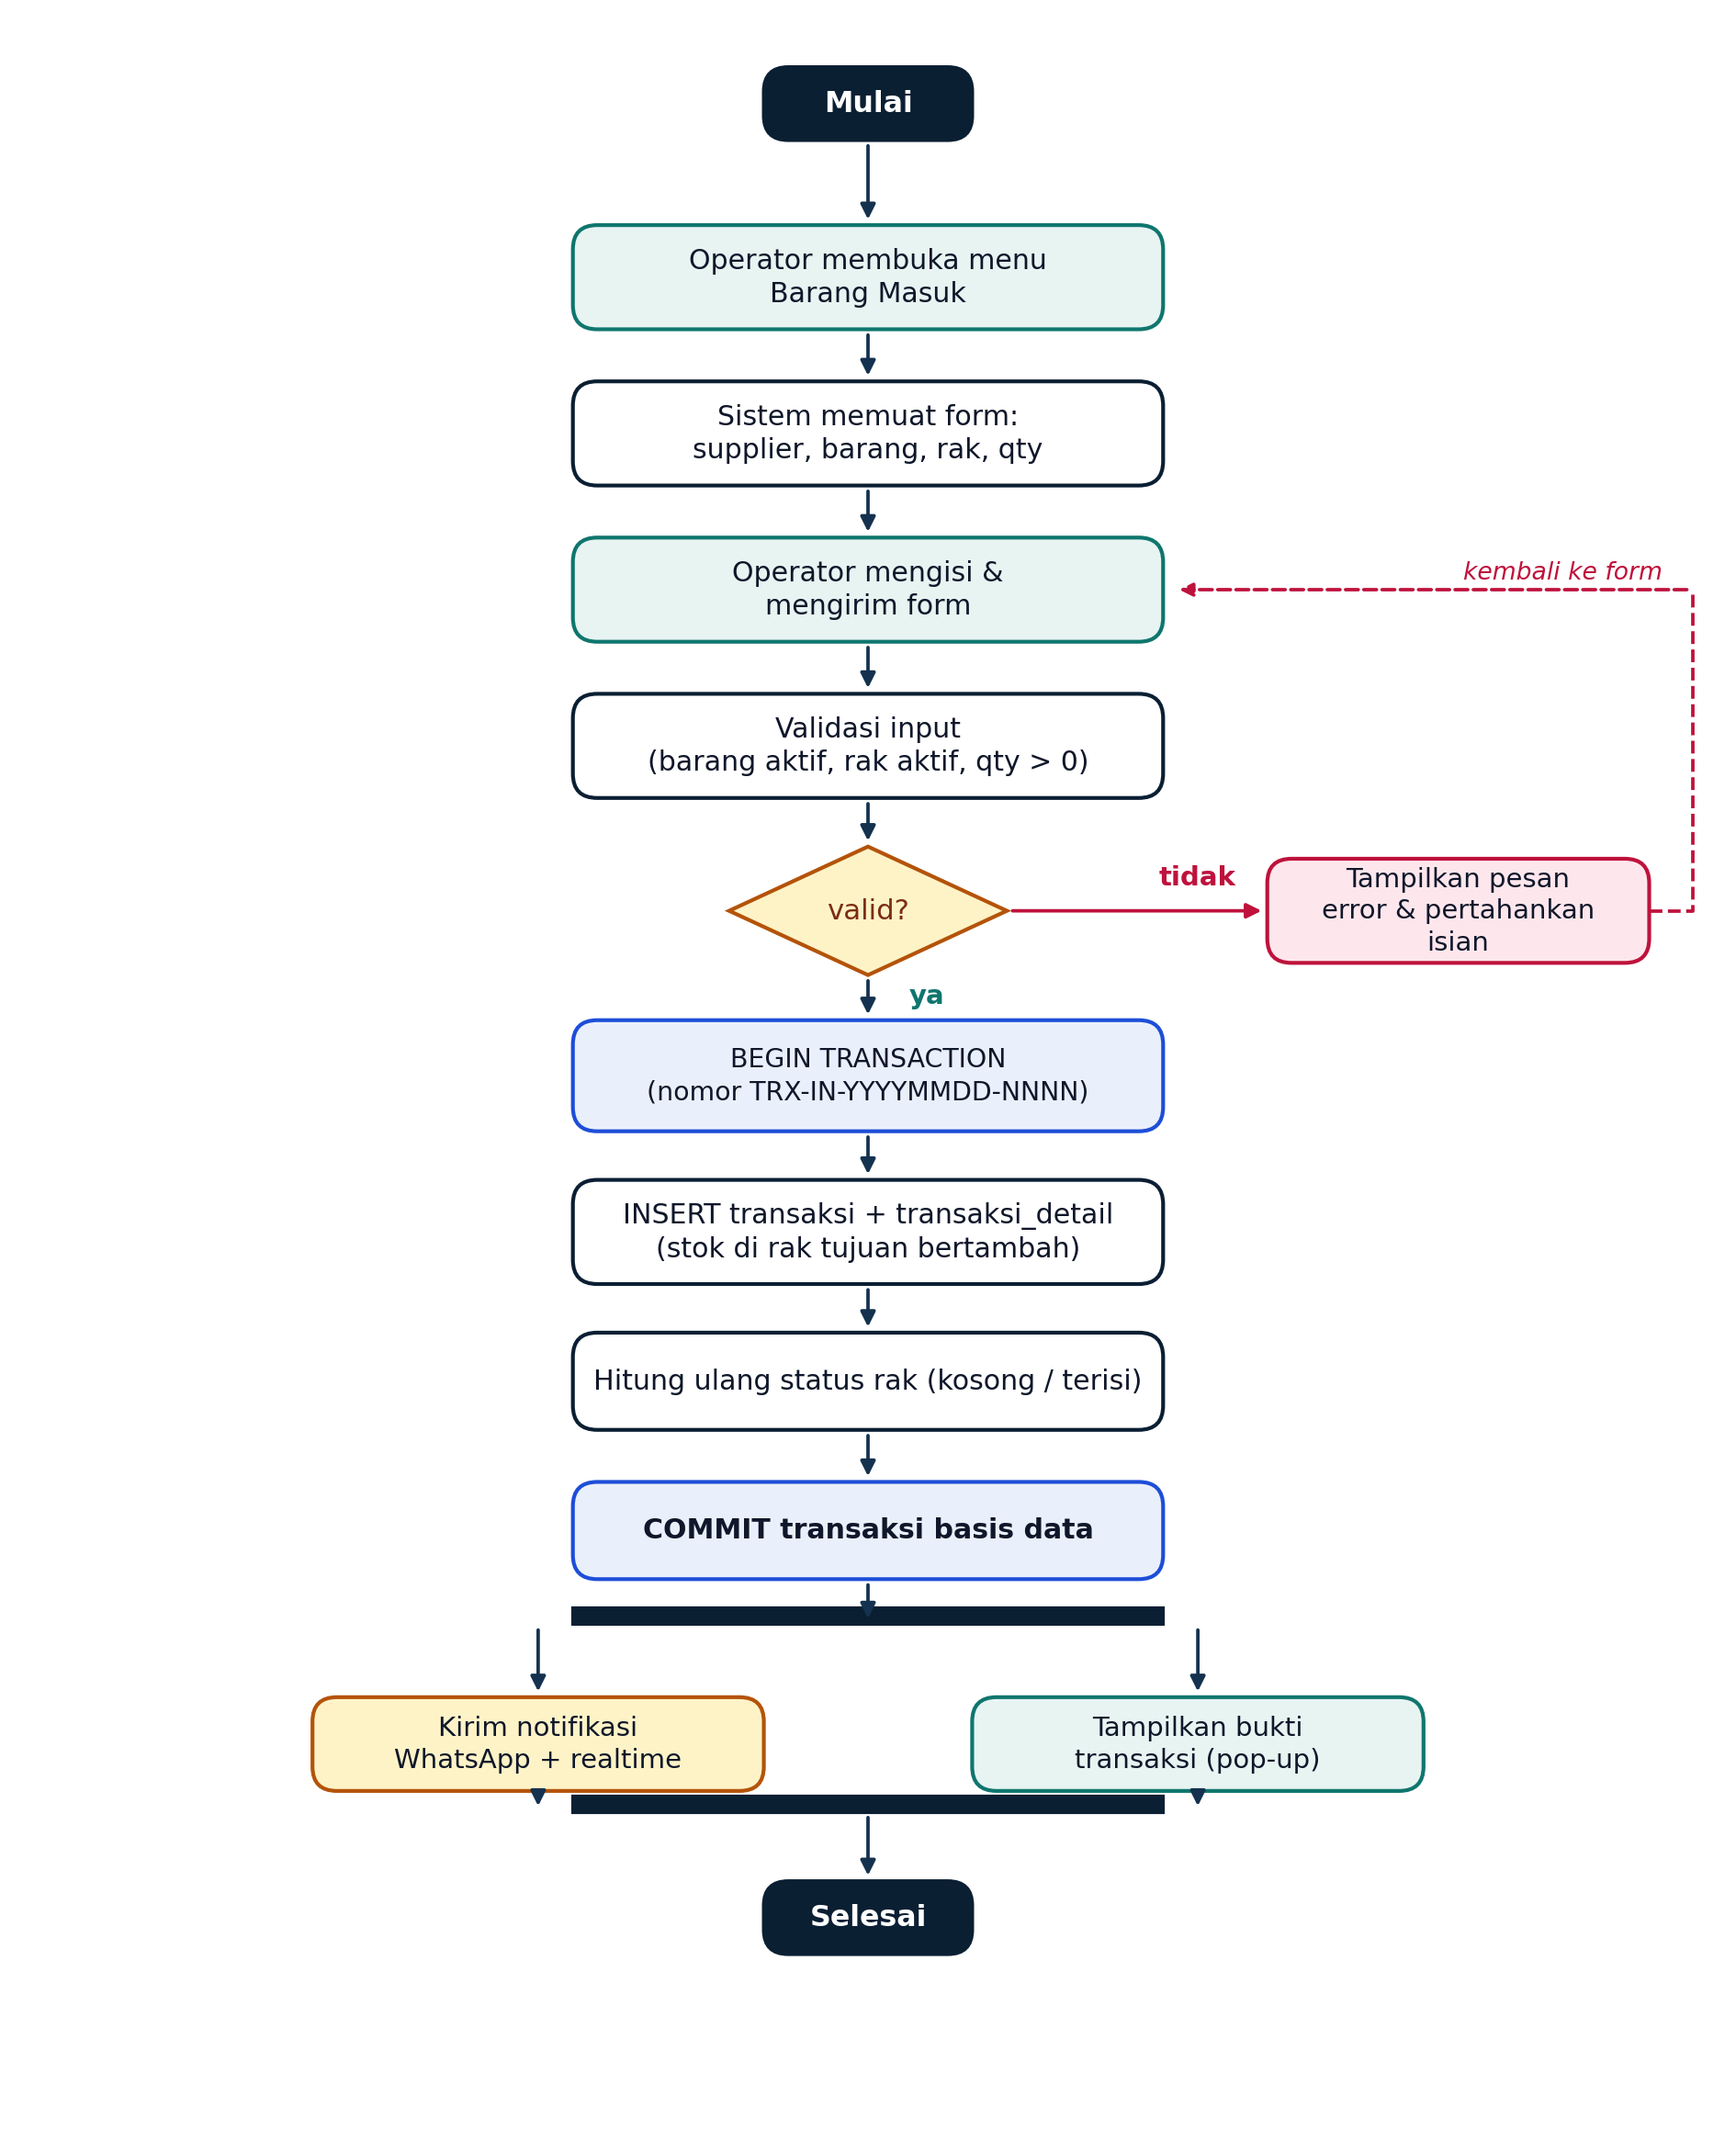 Mulai
Operator membuka menu
Barang Masuk
Sistem memuat form:
supplier, barang, rak, qty
Operator mengisi &
mengirim form
kembali ke form
Validasi input
(barang aktif, rak aktif, qty > 0)
valid?
tidak
Tampilkan pesan
error & pertahankan
isian
ya
BEGIN TRANSACTION
(nomor TRX-IN-YYYYMMDD-NNNN)
INSERT transaksi + transaksi_detail
(stok di rak tujuan bertambah)
Hitung ulang status rak (kosong / terisi)
COMMIT transaksi basis data
Kirim notifikasi
WhatsApp + realtime
Tampilkan bukti
transaksi (pop-up)
Selesai